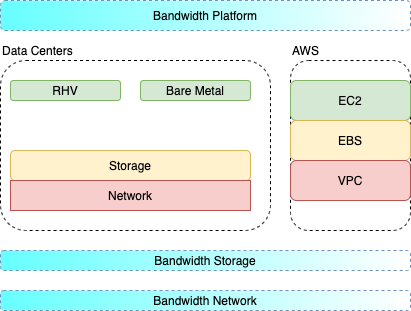 Bandwidth Platform
Data Centers
AWS
RHV
Bare Metal
EC2
EBS
Storage
VPC
Network
Bandwidth Storage
Bandwidth Network